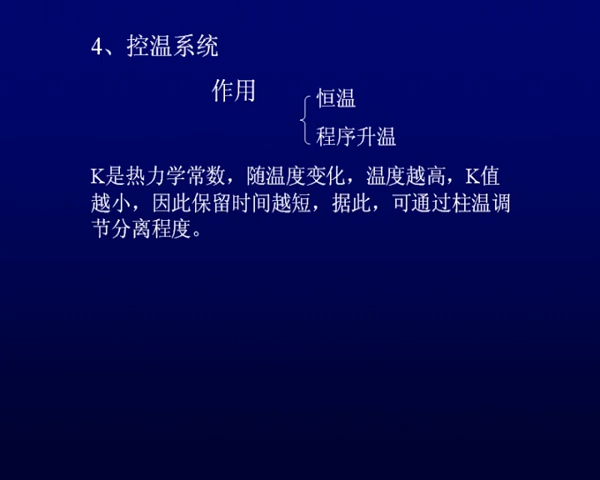 4、控温系统
作用
恒温
程序升温
K是热力学常数，随温度变化，温度越高，K值
越小，因此保留时间越短，据此，可通过柱温调
节分离程度。